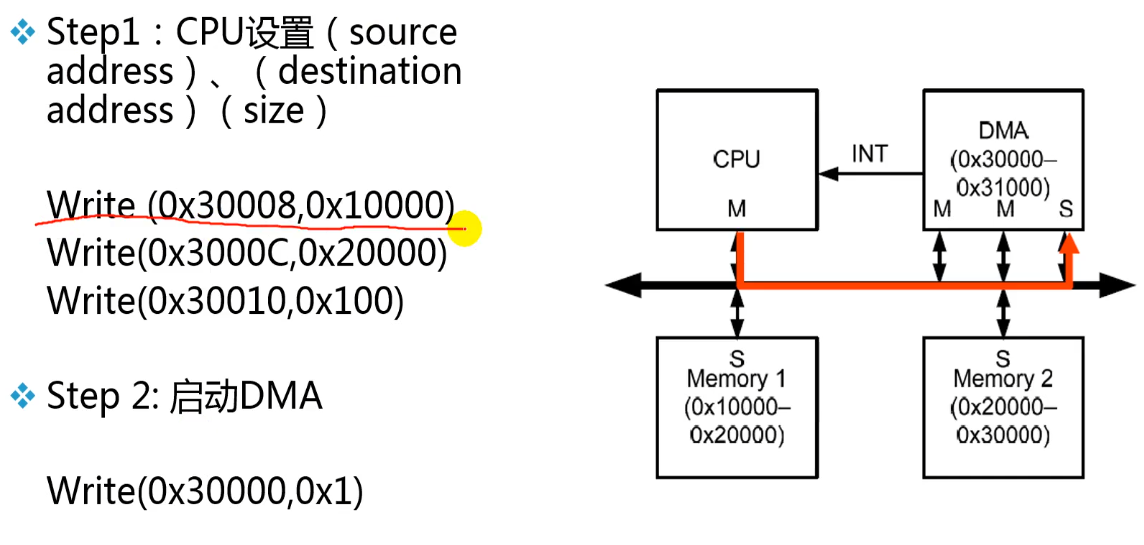 Step1：CPU设置（source
address）、（destination
address）（size）
Write (0x30008,0x10000)
Write(0x3000C,0x20000)
Write(0x30010,0x100)
Step 2: 启动DMA
Write(0x30000,0x1)
CPU
M
INT
DMA
(0x30000–
0x31000)
M M S
S
Memory 1
(0x10000–
0x20000)
S
Memory 2
(0x20000–
0x30000)